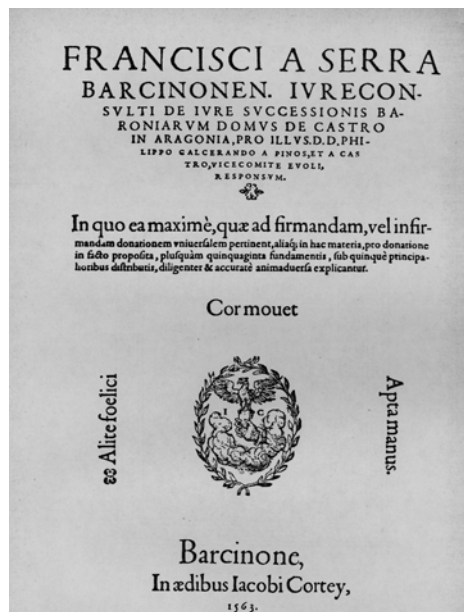 FRANCISCI A SERRA
BARCINONEN. IVRECON-
SVLTI DE IVRE SVCCESSIONIS BA-
RONIARVM DOMVS DE CASTRO
IN ARAGONIA, PRO ILLVS. D. D. PHI-
LIPPO GALCERANDO A PINOS, ET A CAS
TRO, VICECOMITE EVOLI,
RESPONSVM.
In quo ea maximè, quæ ad firmandam, vel infir-
mandam donationem vniuersalem pertinent, aliaq; in hac materia, pro donatione
in facto proposita, plusquàm quinquaginta fundamentis, sub quinquè principa-
lioribus distributis, diligenter & accuratè animaduersa explicantur.
Cor mouet
Alite foelici
I C
Apta manus.
Barcinone,
In ædibus Iacobi Cortey,
1563.